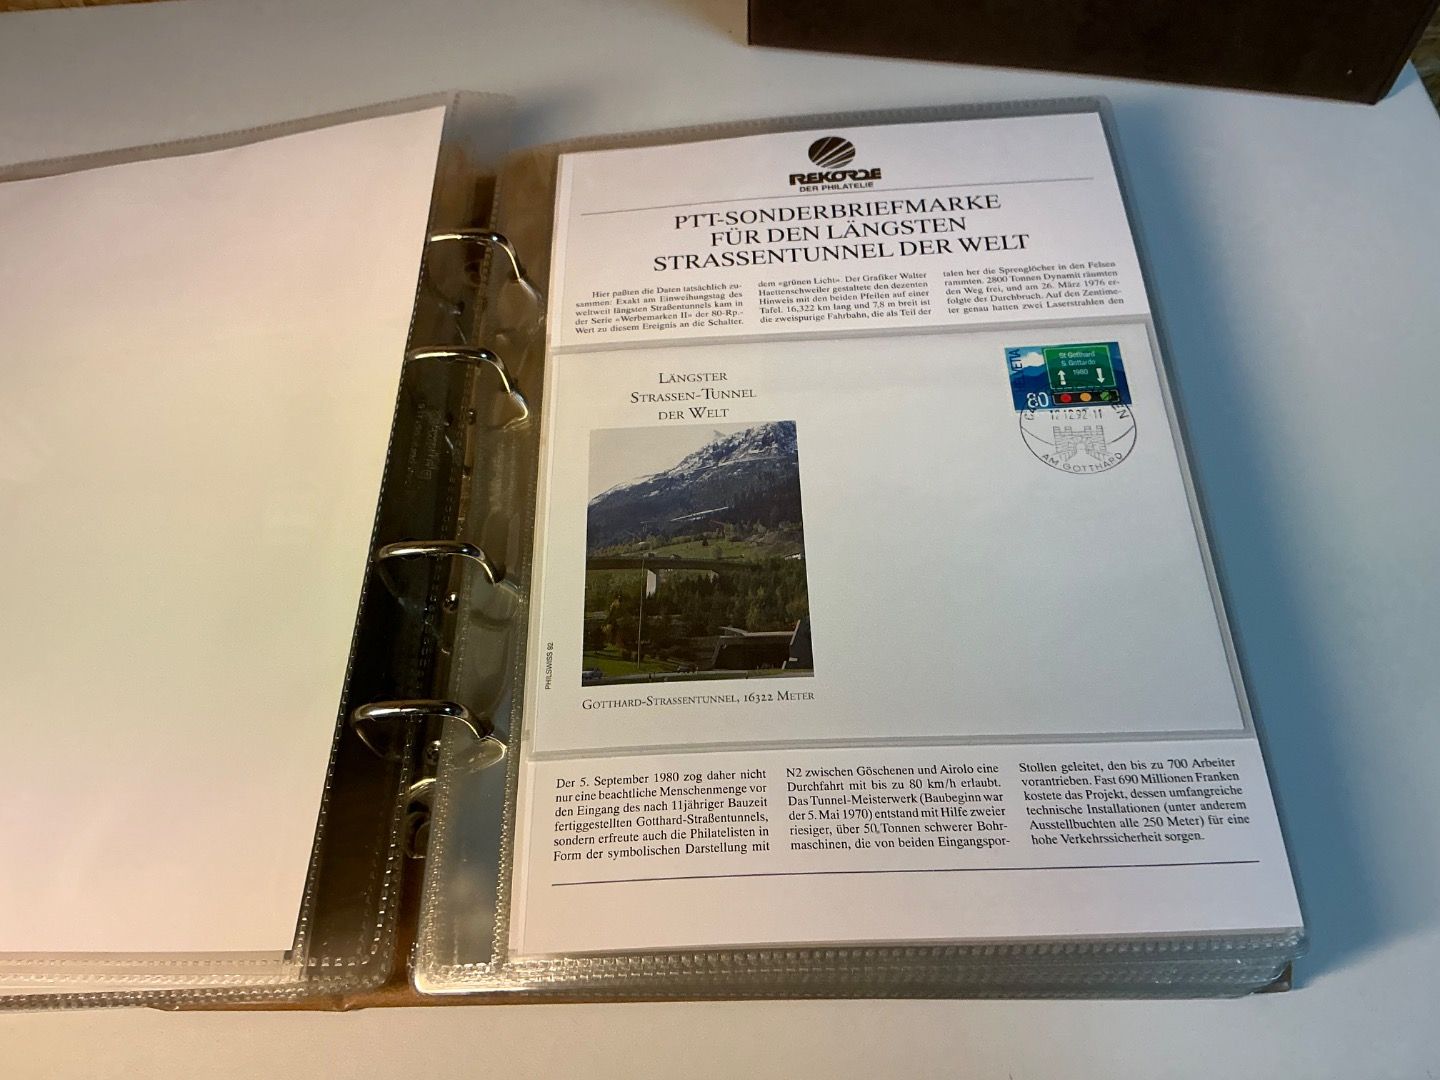 REKORDE
DER PHILATELIE
PTT-SONDERBRIEFMARKE
FÜR DEN LÄNGSTEN
STRASSENTUNNEL DER WELT
Hier paßten die Daten tatsächlich zu-
sammen: Exakt am Einweihungstag des
weltweit längsten Straßentunnels kam in
der Serie «Werbemarken II» der 80-Rp.-
Wert zu diesem Ereignis an die Schalter.
dem «grünen Licht». Der Grafiker Walter
Haettenschweiler gestaltete den dezenten
Hinweis mit den beiden Pfeilen auf einer
Tafel. 16,322 km lang und 7,8 m breit ist
die zweispurige Fahrbahn, die als Teil der
talen her die Sprenglöcher in den Felsen
rammten. 2800 Tonnen Dynamit räumten
den Weg frei, und am 26. März 1976 er-
folgte der Durchbruch. Auf den Zentime-
ter genau hatten zwei Laserstrahlen den
LÄNGSTER
STRASSEN-TUNNEL
DER WELT
HELVETIA
St. Gotthard
S. Gottardo
1980
80
12.12.92-11
AM GOTTHARD
PHILSWISS 92
GOTTHARD-STRASSENTUNNEL, 16322 METER
Der 5. September 1980 zog daher nicht
nur eine beachtliche Menschenmenge vor
den Eingang des nach 11jähriger Bauzeit
fertiggestellten Gotthard-Straßentunnels,
sondern erfreute auch die Philatelisten in
Form der symbolischen Darstellung mit
N2 zwischen Göschenen und Airolo eine
Durchfahrt mit bis zu 80 km/h erlaubt.
Das Tunnel-Meisterwerk (Baubeginn war
der 5. Mai 1970) entstand mit Hilfe zweier
riesiger, über 50 Tonnen schwerer Bohr-
maschinen, die von beiden Eingangspor-
Stollen geleitet, den bis zu 700 Arbeiter
vorantrieben. Fast 690 Millionen Franken
kostete das Projekt, dessen umfangreiche
technische Installationen (unter anderem
Ausstellbuchten alle 250 Meter) für eine
hohe Verkehrssicherheit sorgen.